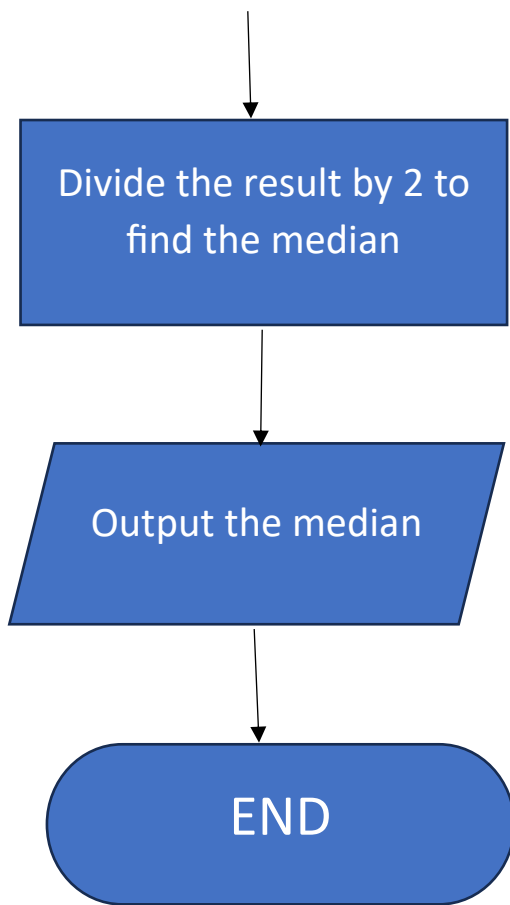 Divide the result by 2 to
find the median
Output the median
END